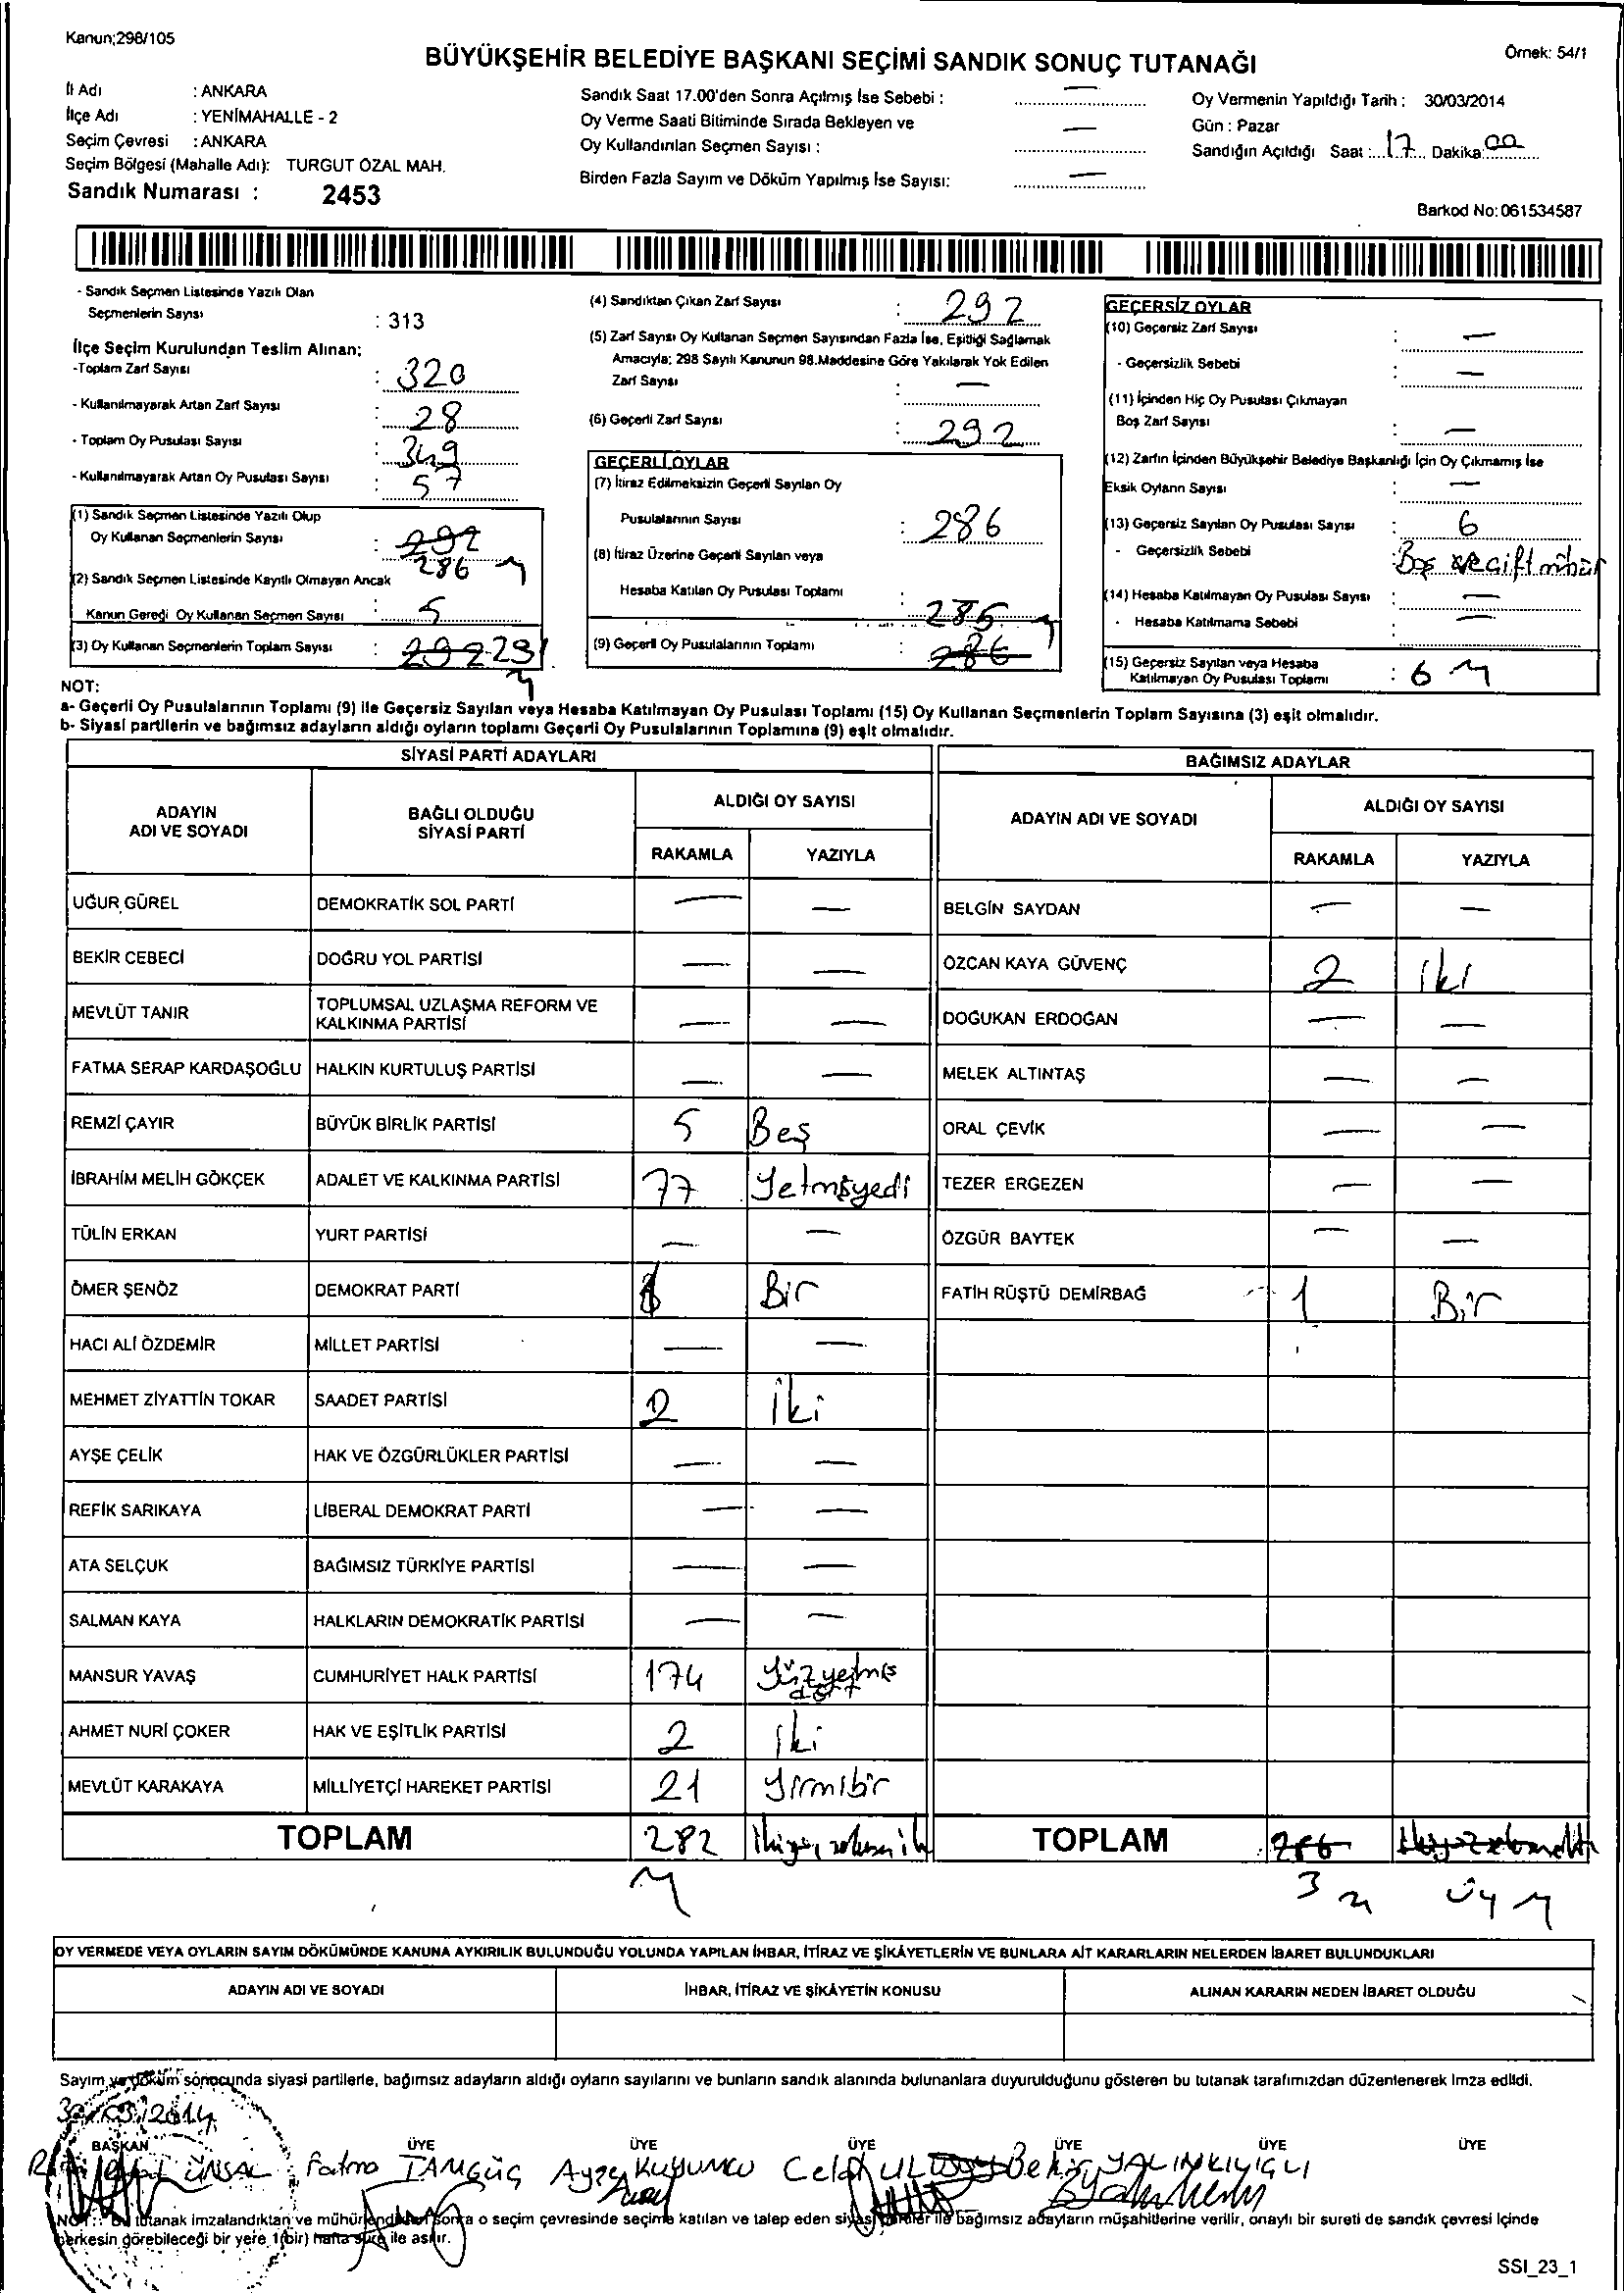 Kanun;298/105
BÜYÜKŞEHİR BELEDİYE BAŞKANI SEÇİMİ SANDIK SONUÇ TUTANAĞI
Örnek: 54/1
İl Adı : ANKARA
İlçe Adı : YENİMAHALLE - 2
Seçim Çevresi : ANKARA
Seçim Bölgesi (Mahalle Adı): TURGUT ÖZAL MAH.
Sandık Numarası : 2453
Sandık Saat 17.00'den Sonra Açılmış İse Sebebi : —
Oy Verme Saati Bitiminde Sırada Bekleyen ve
Oy Kullandırılan Seçmen Sayısı : —
Birden Fazla Sayım ve Döküm Yapılmış İse Sayısı: —
Oy Vermenin Yapıldığı Tarih : 30/03/2014
Gün : Pazar
Sandığın Açıldığı Saat : 17 Dakika: 00
Barkod No: 061534587
- Sandık Seçmen Listesinde Yazılı Olan
Seçmenlerin Sayısı : 313
İlçe Seçim Kurulundan Teslim Alınan;
-Toplam Zarf Sayısı : 320
- Kullanılmayarak Artan Zarf Sayısı : 28
- Toplam Oy Pusulası Sayısı : 349
- Kullanılmayarak Artan Oy Pusulası Sayısı : 57
(1) Sandık Seçmen Listesinde Yazılı Olup
Oy Kullanan Seçmenlerin Sayısı : 292
286
(2) Sandık Seçmen Listesinde Kayıtlı Olmayan Ancak
Kanun Gereği Oy Kullanan Seçmen Sayısı : 5
(3) Oy Kullanan Seçmenlerin Toplam Sayısı : 292 291
(4) Sandıktan Çıkan Zarf Sayısı : 292
(5) Zarf Sayısı Oy Kullanan Seçmen Sayısından Fazla İse, Eşitliği Sağlamak
Amacıyla; 298 Sayılı Kanunun 98.Maddesine Göre Yakılarak Yok Edilen
Zarf Sayısı : —
(6) Geçerli Zarf Sayısı : 292
GEÇERLİ OYLAR
(7) İtiraz Edilmeksizin Geçerli Sayılan Oy
Pusulalarının Sayısı : 286
(8) İtiraz Üzerine Geçerli Sayılan veya
Hesaba Katılan Oy Pusulası Toplamı :
285
(9) Geçerli Oy Pusulalarının Toplamı : 286
GEÇERSİZ OYLAR
(10) Geçersiz Zarf Sayısı : —
- Geçersizlik Sebebi : —
(11) İçinden Hiç Oy Pusulası Çıkmayan
Boş Zarf Sayısı : —
(12) Zarfın İçinden Büyükşehir Belediye Başkanlığı İçin Oy Çıkmamış İse
Eksik Oyların Sayısı : —
(13) Geçersiz Sayılan Oy Pusulası Sayısı : 6
- Geçersizlik Sebebi : Boş ve çift mühür
(14) Hesaba Katılmayan Oy Pusulası Sayısı : —
- Hesaba Katılmama Sebebi : —
(15) Geçersiz Sayılan veya Hesaba
Katılmayan Oy Pusulası Toplamı : 6
NOT:
a- Geçerli Oy Pusulalarının Toplamı (9) ile Geçersiz Sayılan veya Hesaba Katılmayan Oy Pusulası Toplamı (15) Oy Kullanan Seçmenlerin Toplam Sayısına (3) eşit olmalıdır.
b- Siyasi partilerin ve bağımsız adayların aldığı oyların toplamı Geçerli Oy Pusulalarının Toplamına (9) eşit olmalıdır.
SİYASİ PARTİ ADAYLARI
ADAYIN ADI VE SOYADI BAĞLI OLDUĞU SİYASİ PARTİ ALDIĞI OY SAYISI
RAKAMLA YAZIYLA
UĞUR GÜREL DEMOKRATİK SOL PARTİ — —
BEKİR CEBECİ DOĞRU YOL PARTİSİ — —
MEVLÜT TANIR TOPLUMSAL UZLAŞMA REFORM VE KALKINMA PARTİSİ — —
FATMA SERAP KARDAŞOĞLU HALKIN KURTULUŞ PARTİSİ — —
REMZİ ÇAYIR BÜYÜK BİRLİK PARTİSİ 5 Beş
İBRAHİM MELİH GÖKÇEK ADALET VE KALKINMA PARTİSİ 77 Yetmişyedi
TÜLİN ERKAN YURT PARTİSİ — —
ÖMER ŞENÖZ DEMOKRAT PARTİ 1 Bir
HACI ALİ ÖZDEMİR MİLLET PARTİSİ — —
MEHMET ZİYATTİN TOKAR SAADET PARTİSİ 2 İki
AYŞE ÇELİK HAK VE ÖZGÜRLÜKLER PARTİSİ — —
REFİK SARIKAYA LİBERAL DEMOKRAT PARTİ — —
ATA SELÇUK BAĞIMSIZ TÜRKİYE PARTİSİ — —
SALMAN KAYA HALKLARIN DEMOKRATİK PARTİSİ — —
MANSUR YAVAŞ CUMHURİYET HALK PARTİSİ 174 Yüzyetmiş dört
AHMET NURİ ÇOKER HAK VE EŞİTLİK PARTİSİ 2 İki
MEVLÜT KARAKAYA MİLLİYETÇİ HAREKET PARTİSİ 21 Yirmibir
TOPLAM 282
BAĞIMSIZ ADAYLAR
ADAYIN ADI VE SOYADI ALDIĞI OY SAYISI
RAKAMLA YAZIYLA
BELGİN SAYDAN — —
ÖZCAN KAYA GÜVENÇ 2 iki
DOĞUKAN ERDOĞAN — —
MELEK ALTINTAŞ — —
ORAL ÇEVİK — —
TEZER ERGEZEN — —
ÖZGÜR BAYTEK — —
FATİH RÜŞTÜ DEMİRBAĞ 1 Bir
TOPLAM 286
3 Üç
OY VERMEDE VEYA OYLARIN SAYIM DÖKÜMÜNDE KANUNA AYKIRILIK BULUNDUĞU YOLUNDA YAPILAN İHBAR, İTİRAZ VE ŞİKÂYETLERİN VE BUNLARA AİT KARARLARIN NELERDEN İBARET BULUNDUKLARI
ADAYIN ADI VE SOYADI İHBAR, İTİRAZ VE ŞİKÂYETİN KONUSU ALINAN KARARIN NEDEN İBARET OLDUĞU
Sayım ve döküm sonucunda siyasi partilerle, bağımsız adayların aldığı oyların sayılarını ve bunların sandık alanında bulunanlara duyurulduğunu gösteren bu tutanak tarafımızdan düzenlenerek imza edildi.
30/03/2014
BAŞKAN ÜYE ÜYE ÜYE ÜYE ÜYE ÜYE
ÜNSAL Fatma TAMGÜÇ Ayşe KUYUMCU Bekir YALINKILIÇLI
NOT: Bu tutanak imzalandıktan ve mühürlendikten sonra o seçim çevresinde seçime katılan ve talep eden siyasi partiler ile bağımsız adayların müşahitlerine verilir, onaylı bir sureti de sandık çevresi içinde
herkesin görebileceği bir yere 1(bir) hafta süre ile asılır.
SSI_23_1